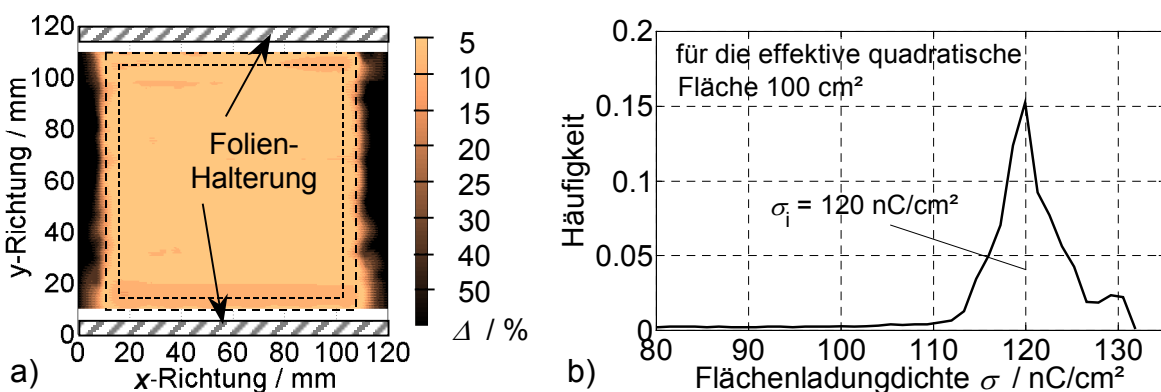 120
100
80
60
40
20
0
y-Richtung / mm
0 20 40 60 80 100 120
x-Richtung / mm
Folien-
Halterung
5
10
15
20
30
40
50
Δ / %
a)
0.2
0.15
0.1
0.05
0
Häufigkeit
für die effektive quadratische
Fläche 100 cm²
σi = 120 nC/cm²
80 90 100 110 120 130
Flächenladungdichte σ / nC/cm²
b)